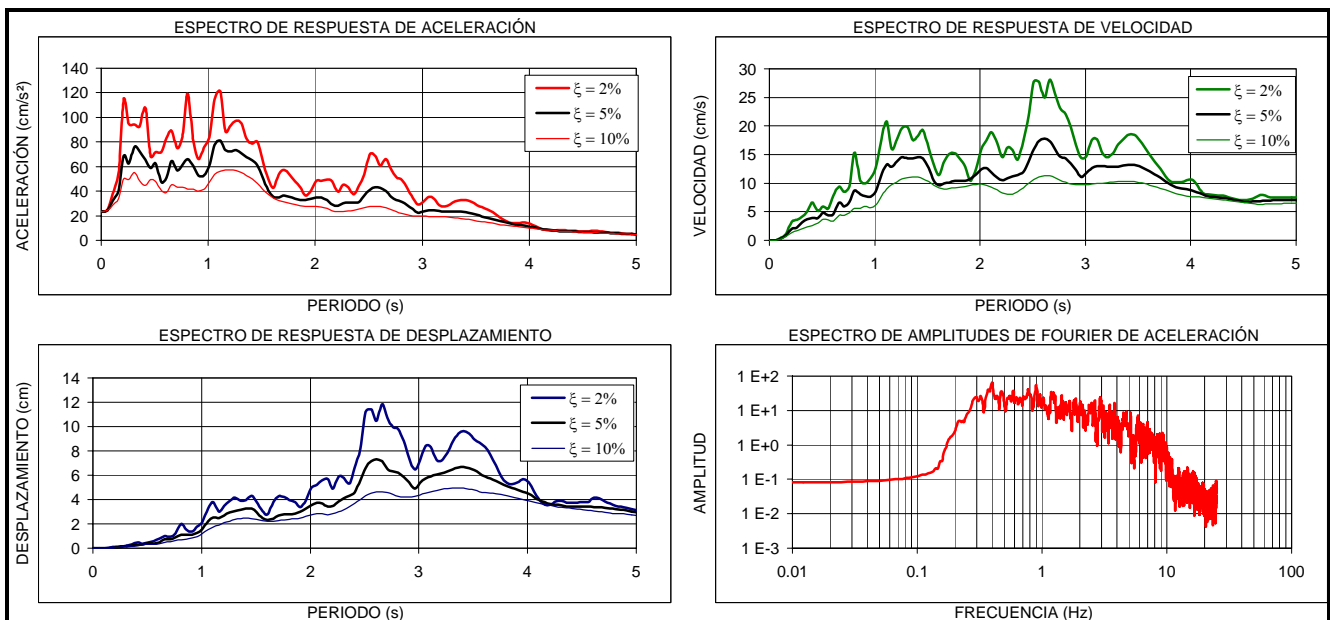 ESPECTRO DE RESPUESTA DE ACELERACIÓN
ACELERACIÓN (cm/s²)
140
120
100
80
60
40
20
0
ξ = 2%
ξ = 5%
ξ = 10%
0 1 2 3 4 5
PERIODO (s)
ESPECTRO DE RESPUESTA DE VELOCIDAD
VELOCIDAD (cm/s)
30
25
20
15
10
5
0
ξ = 2%
ξ = 5%
ξ = 10%
0 1 2 3 4 5
PERIODO (s)
ESPECTRO DE RESPUESTA DE DESPLAZAMIENTO
DESPLAZAMIENTO (cm)
14
12
10
8
6
4
2
0
ξ = 2%
ξ = 5%
ξ = 10%
0 1 2 3 4 5
PERIODO (s)
ESPECTRO DE AMPLITUDES DE FOURIER DE ACELERACIÓN
AMPLITUD
1 E+2
1 E+1
1 E+0
1 E-1
1 E-2
1 E-3
0.01 0.1 1 10 100
FRECUENCIA (Hz)